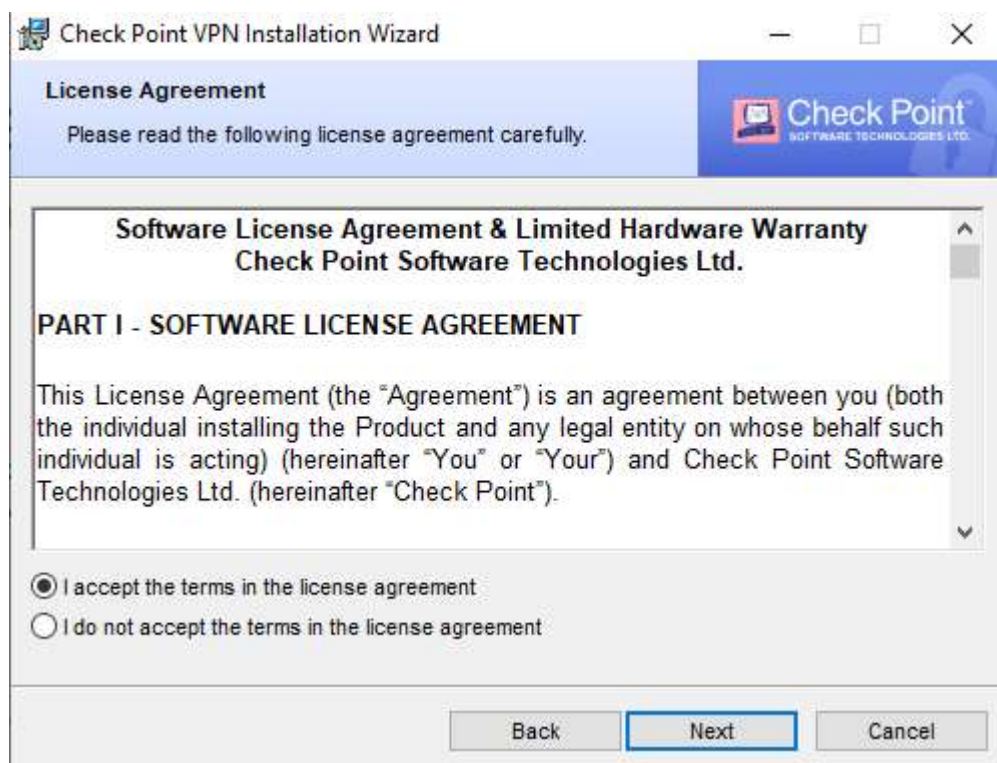 Check Point VPN Installation Wizard
License Agreement
Please read the following license agreement carefully.
Check Point
SOFTWARE TECHNOLOGIES LTD.
Software License Agreement & Limited Hardware Warranty
Check Point Software Technologies Ltd.
PART I - SOFTWARE LICENSE AGREEMENT
This License Agreement (the “Agreement”) is an agreement between you (both
the individual installing the Product and any legal entity on whose behalf such
individual is acting) (hereinafter “You” or “Your”) and Check Point Software
Technologies Ltd. (hereinafter “Check Point”).
I accept the terms in the license agreement
I do not accept the terms in the license agreement
Back Next Cancel